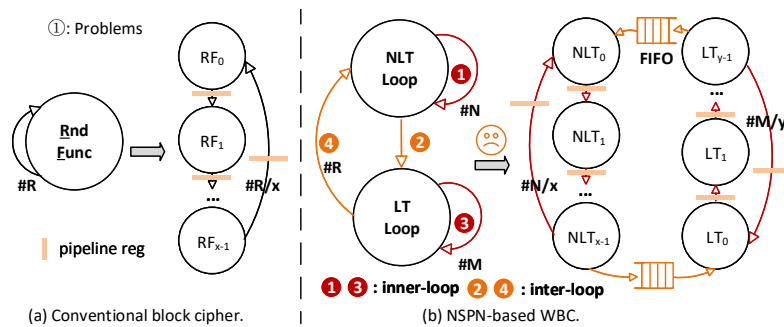 ①: Problems
Rnd
Func
#R
RF0
RF1
...
RFx-1
#R/x
pipeline reg
(a) Conventional block cipher.
NLT
Loop
1
#N
2
4
#R
LT
Loop
3
#M
1 3 : inner-loop 2 4 : inter-loop
NLT0
NLT1
...
NLTx-1
#N/x
FIFO
LTy-1
...
LT1
LT0
#M/y
(b) NSPN-based WBC.